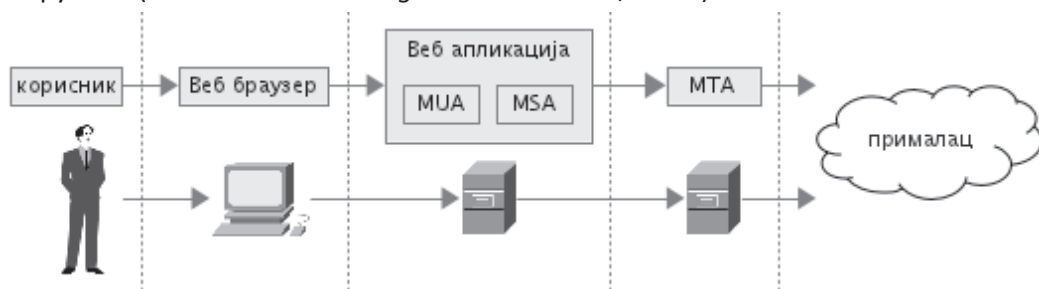 Веб апликација
корисник
Веб браузер
MUA
MSA
MTA
прималац